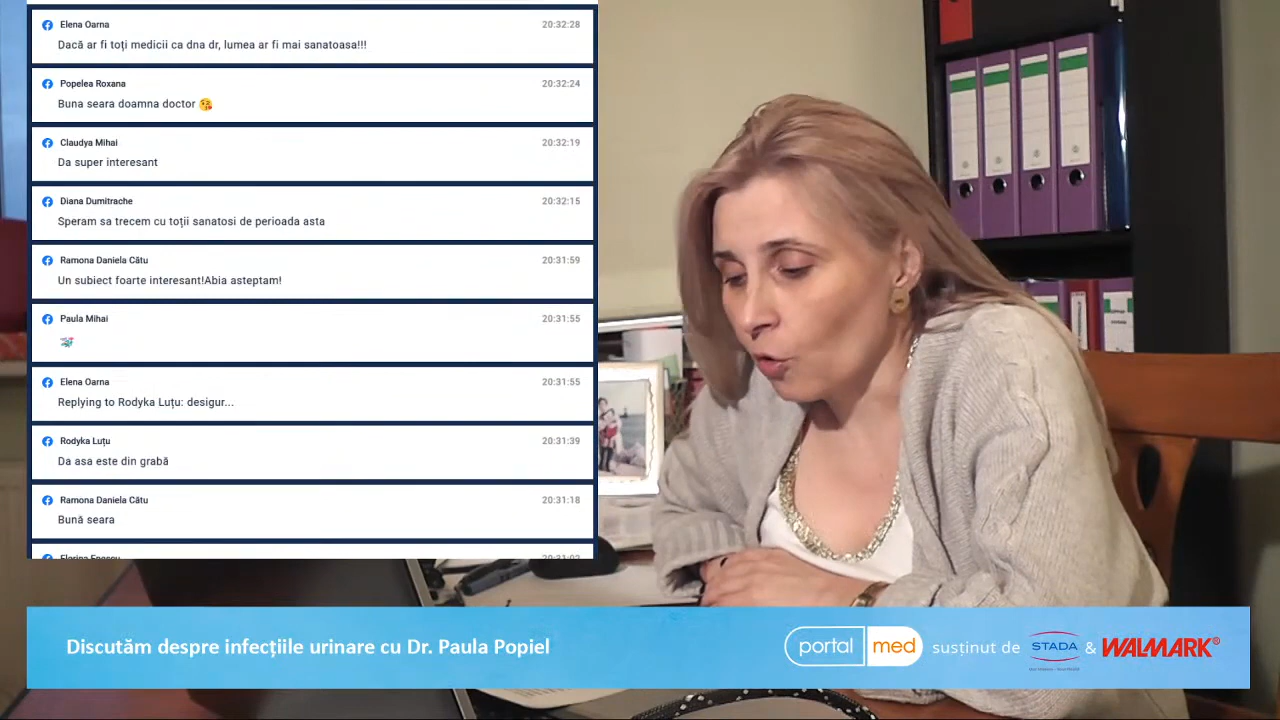 Elena Oarna 20:32:28
Dacă ar fi toți medicii ca dna dr, lumea ar fi mai sanatoasa!!!
Popelea Roxana 20:32:24
Buna seara doamna doctor 😘
Claudya Mihai 20:32:19
Da super interesant
Diana Dumitrache 20:32:15
Speram sa trecem cu toții sanatosi de perioada asta
Ramona Daniela Cătu 20:31:59
Un subiect foarte interesant!Abia asteptam!
Paula Mihai 20:31:55
Elena Oarna 20:31:55
Replying to Rodyka Luțu: desigur...
Rodyka Luțu 20:31:39
Da asa este din grabă
Ramona Daniela Cătu 20:31:18
Bună seara
Florina Enescu 20:31:02
Discutăm despre infecțiile urinare cu Dr. Paula Popiel
portal med susținut de STADA & WALMARK®